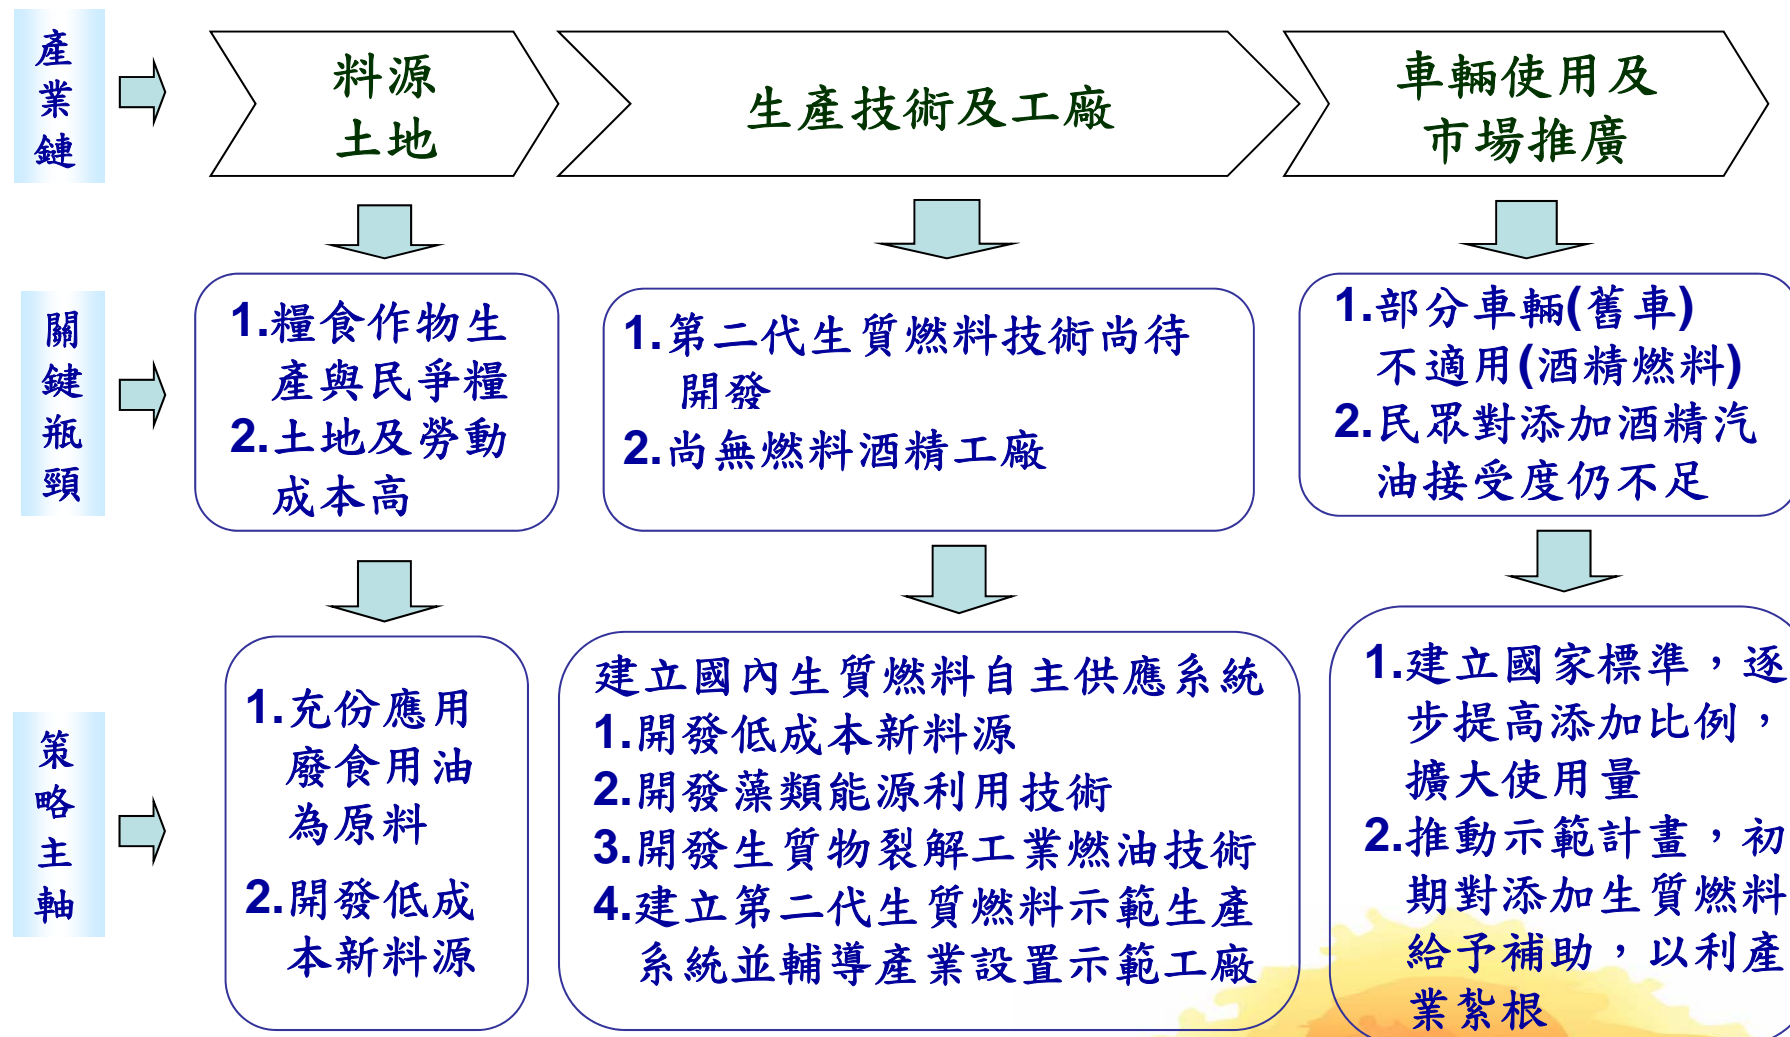 產業鏈
料源
土地
生產技術及工廠
車輛使用及
市場推廣
關鍵瓶頸
1.糧食作物生
產與民爭糧
2.土地及勞動
成本高
1.第二代生質燃料技術尚待
開發
2.尚無燃料酒精工廠
1.部分車輛(舊車)
不適用(酒精燃料)
2.民眾對添加酒精汽
油接受度仍不足
策略主軸
1.充份應用
廢食用油
為原料
2.開發低成
本新料源
建立國內生質燃料自主供應系統
1.開發低成本新料源
2.開發藻類能源利用技術
3.開發生質物裂解工業燃油技術
4.建立第二代生質燃料示範生產
系統並輔導產業設置示範工廠
1.建立國家標準，逐
步提高添加比例，
擴大使用量
2.推動示範計畫，初
期對添加生質燃料
給予補助，以利產
業紮根